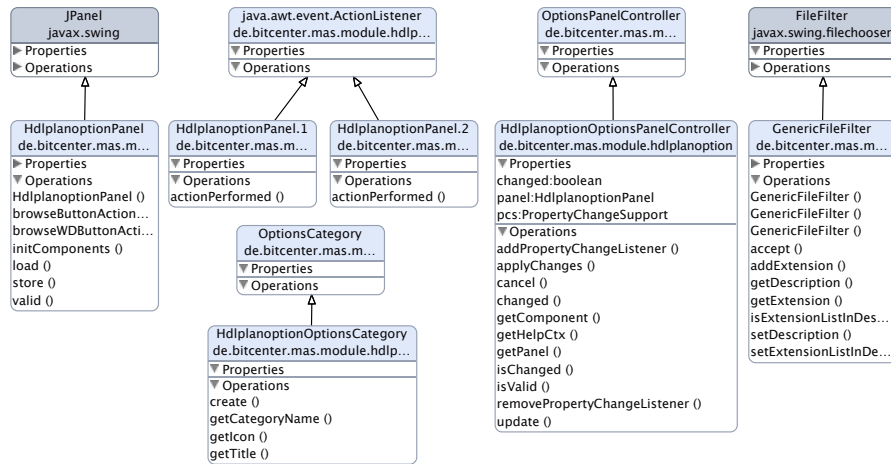 JPanel
javax.swing
Properties
Operations
HdlplanoptionPanel
de.bitcenter.mas.m...
Properties
Operations
HdlplanoptionPanel ()
browseButtonAction...
browseWDButtonActi...
initComponents ()
load ()
store ()
valid ()
java.awt.event.ActionListener
de.bitcenter.mas.module.hdlp...
Properties
Operations
HdlplanoptionPanel.1
de.bitcenter.mas.m...
Properties
Operations
actionPerformed ()
HdlplanoptionPanel.2
de.bitcenter.mas.m...
Properties
Operations
actionPerformed ()
OptionsCategory
de.bitcenter.mas.m...
Properties
Operations
HdlplanoptionOptionsCategory
de.bitcenter.mas.module.hdlp...
Properties
Operations
create ()
getCategoryName ()
getIcon ()
getTitle ()
OptionsPanelController
de.bitcenter.mas.m...
Properties
Operations
HdlplanoptionOptionsPanelController
de.bitcenter.mas.module.hdlplanoption
Properties
changed:boolean
panel:HdlplanoptionPanel
pcs:PropertyChangeSupport
Operations
addPropertyChangeListener ()
applyChanges ()
cancel ()
changed ()
getComponent ()
getHelpCtx ()
getPanel ()
isChanged ()
isValid ()
removePropertyChangeListener ()
update ()
FileFilter
javax.swing.filechooser
Properties
Operations
GenericFileFilter
de.bitcenter.mas.m...
Properties
Operations
GenericFileFilter ()
GenericFileFilter ()
GenericFileFilter ()
accept ()
addExtension ()
getDescription ()
getExtension ()
isExtensionListInDes...
setDescription ()
setExtensionListInDe...